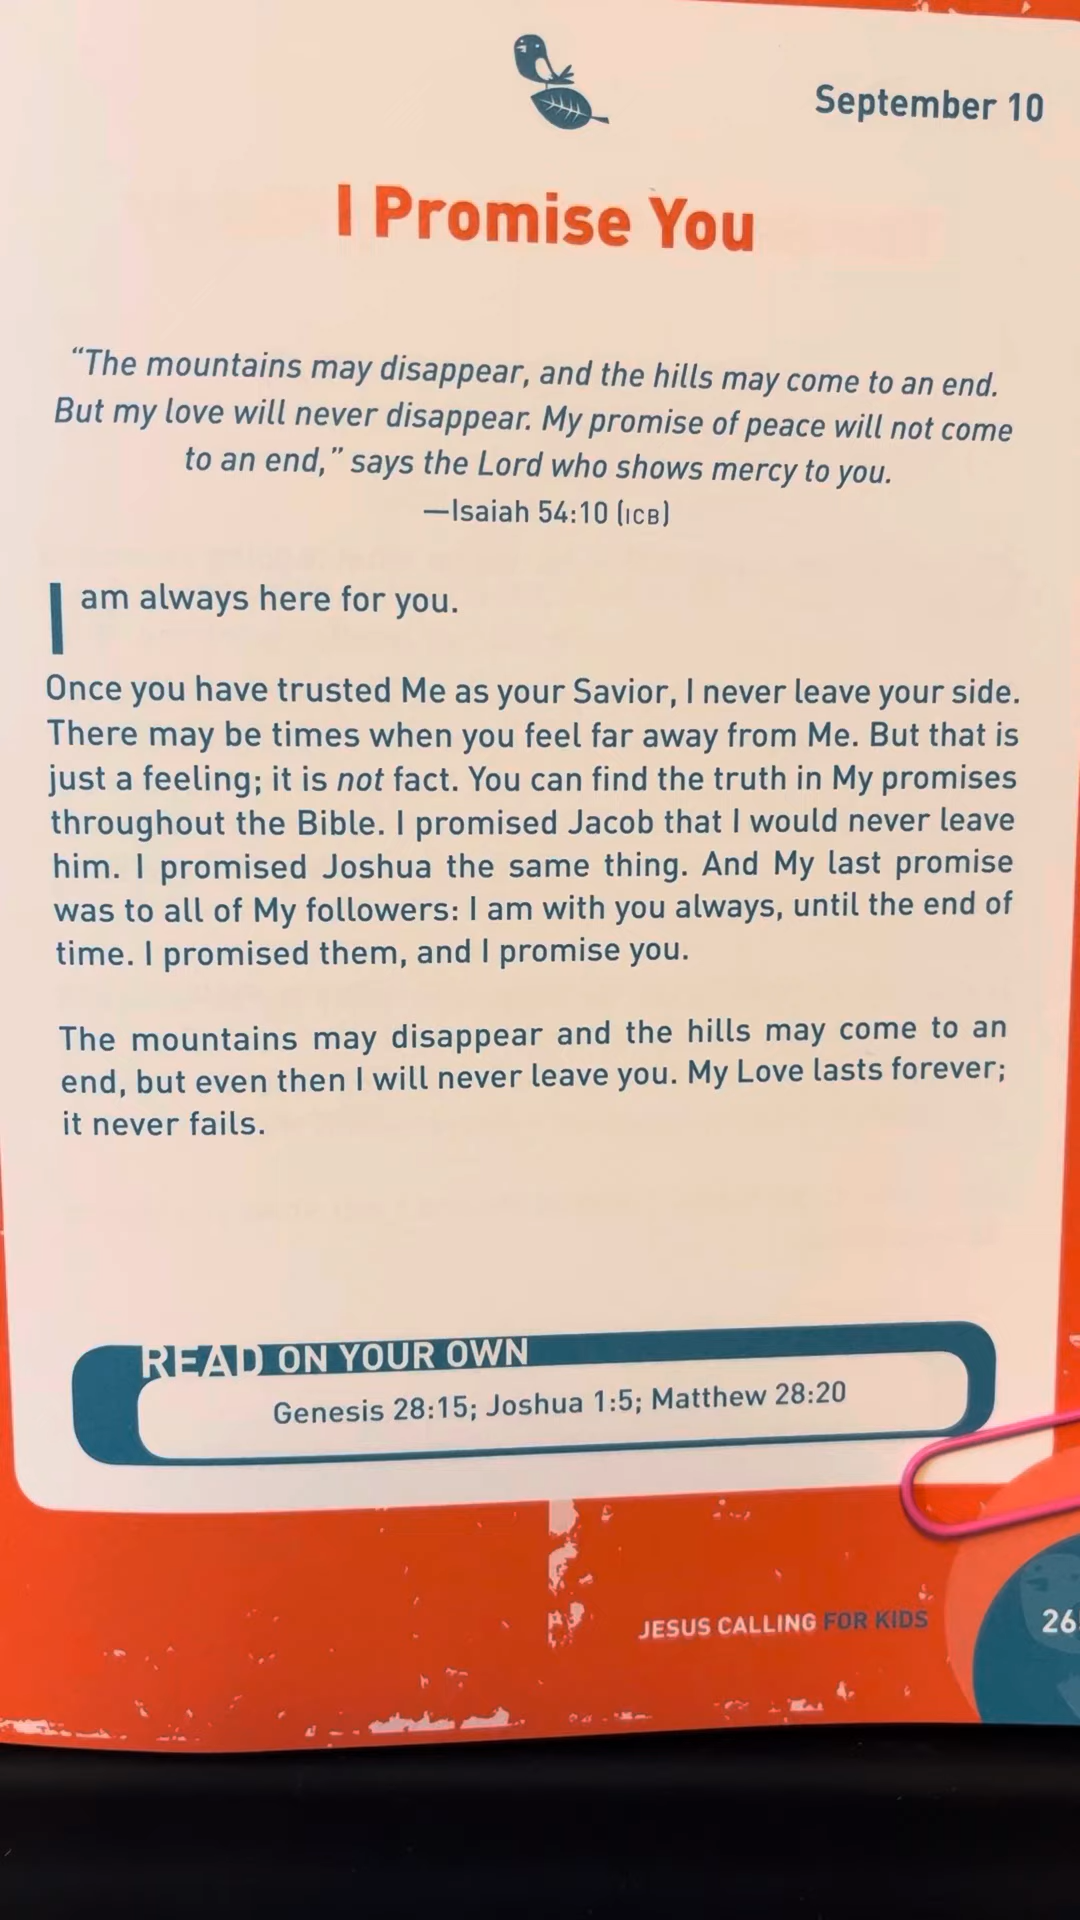 September 10
I Promise You
“The mountains may disappear, and the hills may come to an end.
But my love will never disappear. My promise of peace will not come
to an end,” says the Lord who shows mercy to you.
—Isaiah 54:10 (ICB)
I am always here for you.
Once you have trusted Me as your Savior, I never leave your side.
There may be times when you feel far away from Me. But that is
just a feeling; it is not fact. You can find the truth in My promises
throughout the Bible. I promised Jacob that I would never leave
him. I promised Joshua the same thing. And My last promise
was to all of My followers: I am with you always, until the end of
time. I promised them, and I promise you.
The mountains may disappear and the hills may come to an
end, but even then I will never leave you. My Love lasts forever;
it never fails.
READ ON YOUR OWN
Genesis 28:15; Joshua 1:5; Matthew 28:20
JESUS CALLING FOR KIDS